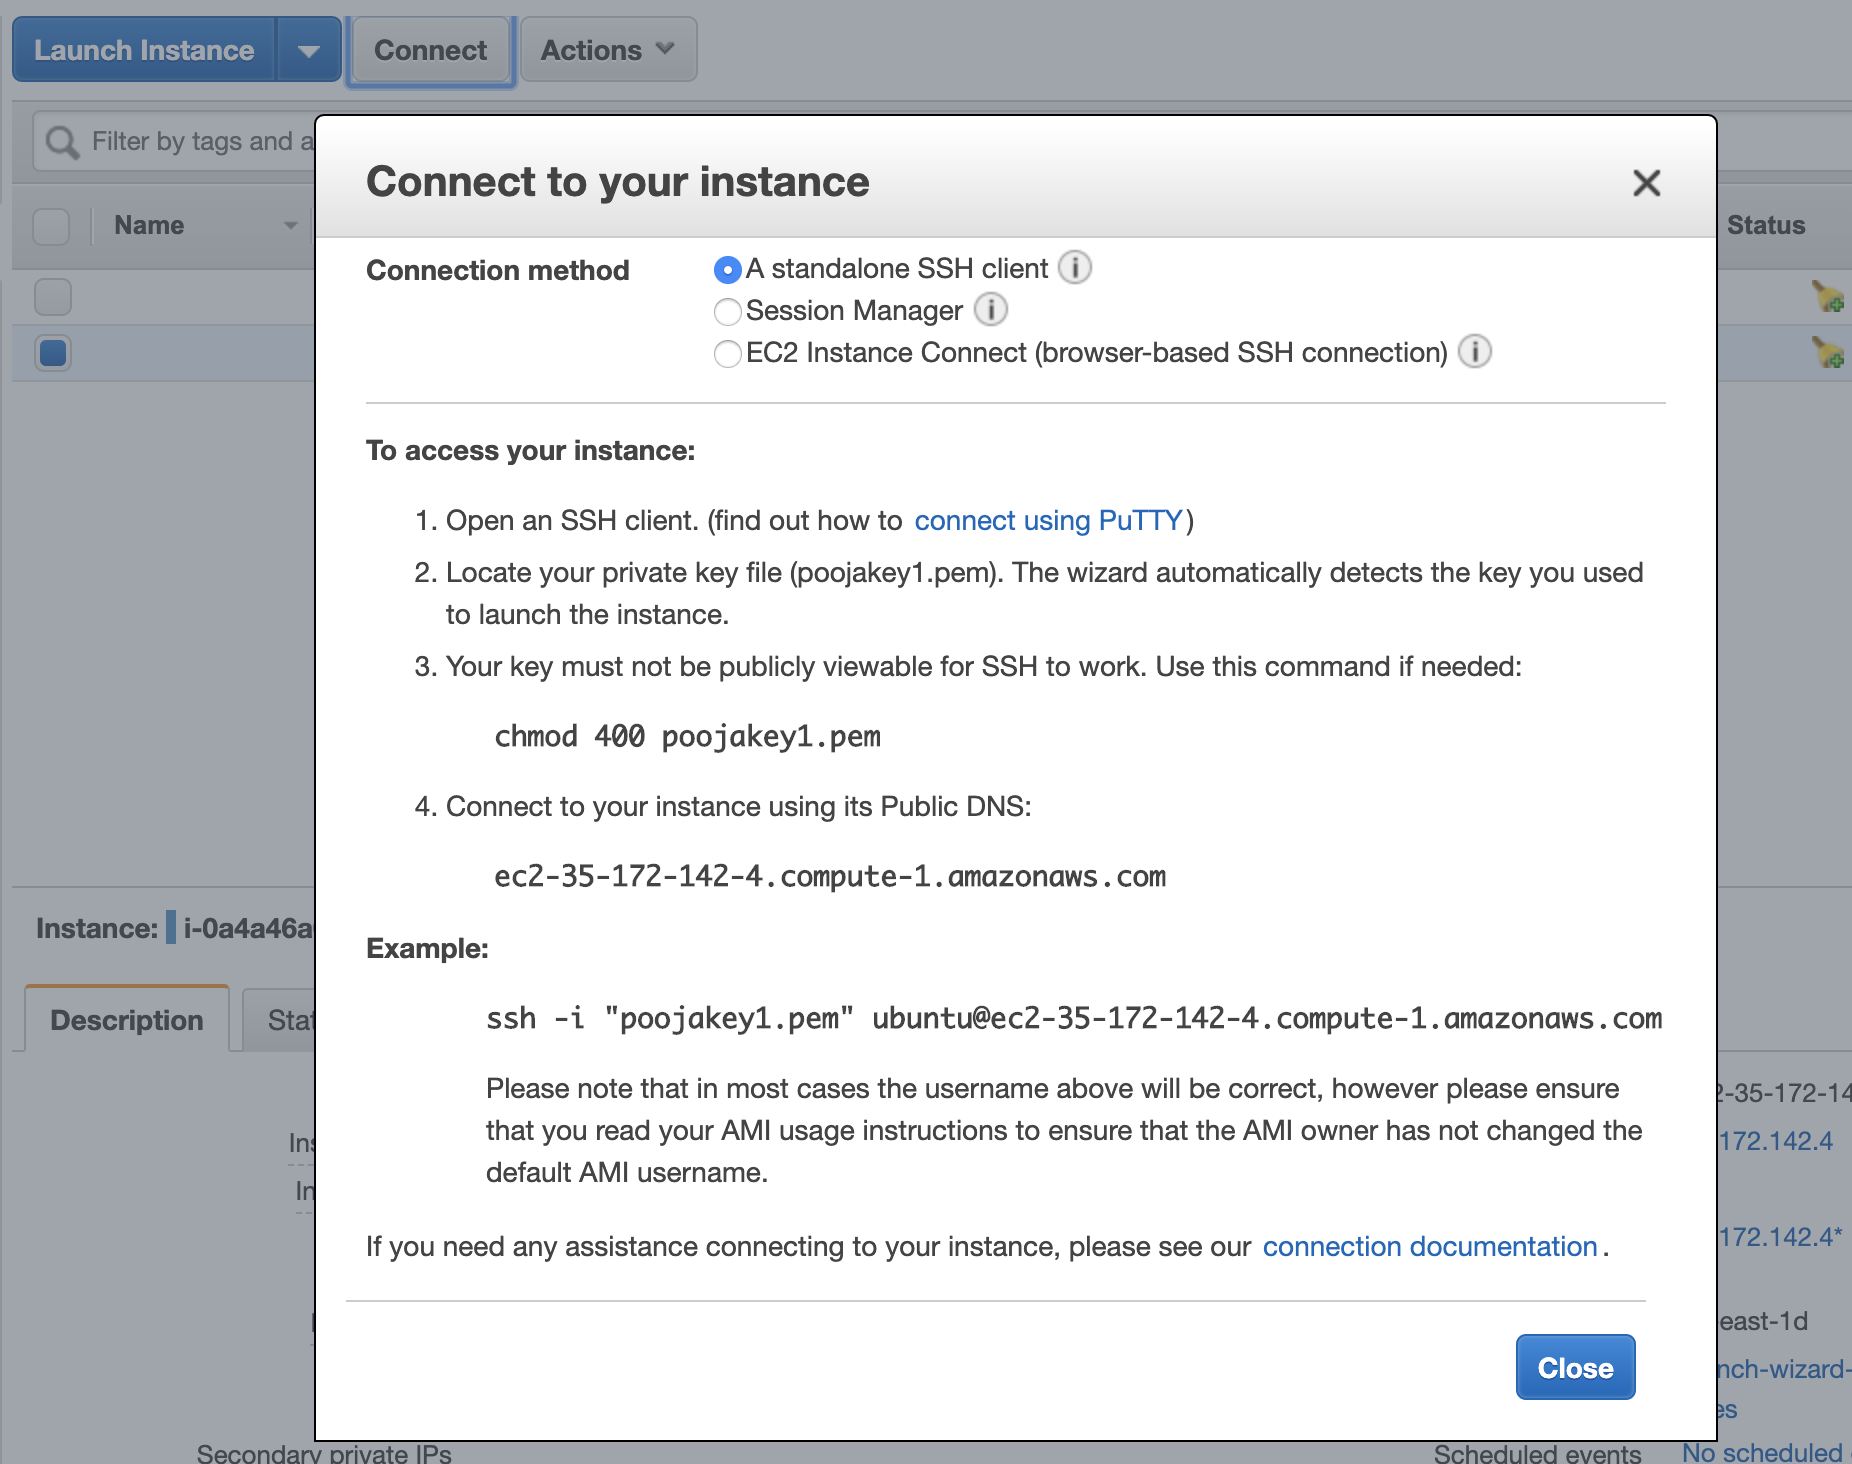 Launch Instance
Connect
Actions
Filter by tags and a
Connect to your instance
Name
Status
Connection method
A standalone SSH client
Session Manager
EC2 Instance Connect (browser-based SSH connection)
To access your instance:
1. Open an SSH client. (find out how to connect using PuTTY)
2. Locate your private key file (poojakey1.pem). The wizard automatically detects the key you used
to launch the instance.
3. Your key must not be publicly viewable for SSH to work. Use this command if needed:
chmod 400 poojakey1.pem
4. Connect to your instance using its Public DNS:
ec2-35-172-142-4.compute-1.amazonaws.com
Instance: i-0a4a46a
Example:
Description
Stat
ssh -i "poojakey1.pem" ubuntu@ec2-35-172-142-4.compute-1.amazonaws.com
Please note that in most cases the username above will be correct, however please ensure
that you read your AMI usage instructions to ensure that the AMI owner has not changed the
default AMI username.
2-35-172-14
172.142.4
Ins
In
172.142.4*
If you need any assistance connecting to your instance, please see our connection documentation.
east-1d
nch-wizard-
es
Close
Secondary private IPs
Scheduled events
No scheduled